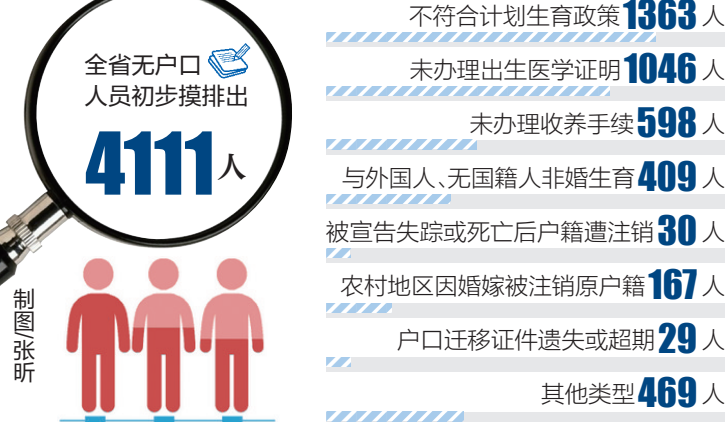 全省无户口
人员初步摸排出
4111人
制图/张昕
不符合计划生育政策1363人
未办理出生医学证明1046人
未办理收养手续598人
与外国人、无国籍人非婚生育409人
被宣告失踪或死亡后户籍遭注销30人
农村地区因婚嫁被注销原户籍167人
户口迁移证件遗失或超期29人
其他类型469人